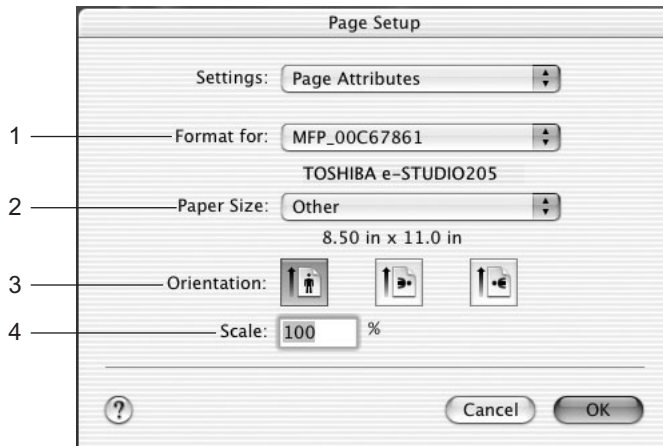 Page Setup
Settings: Page Attributes
1 Format for: MFP_00C67861
TOSHIBA e-STUDIO205
2 Paper Size: Other
8.50 in x 11.0 in
3 Orientation:
4 Scale: 100 %
? Cancel OK